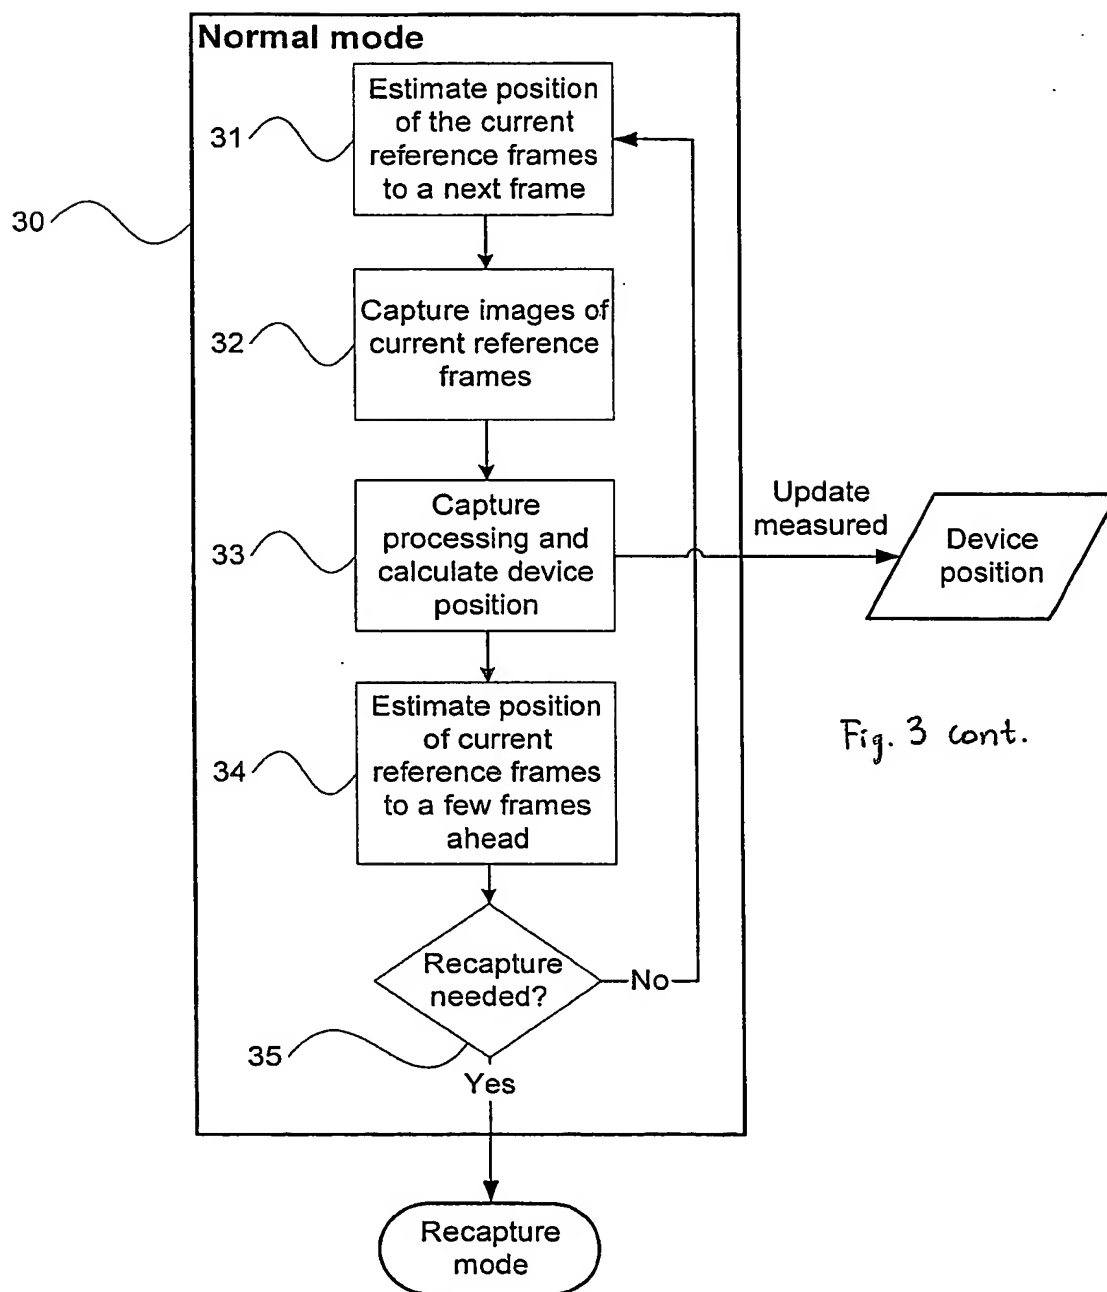 Normal mode
Estimate position
of the current
reference frames
to a next frame
31
30
Capture images of
current reference
frames
32
Capture
processing and
calculate device
position
33
Update
measured
Device
position
Estimate position
of current
reference frames
to a few frames
ahead
34
Fig. 3 cont.
Recapture
needed?
No
35
Yes
Recapture
mode